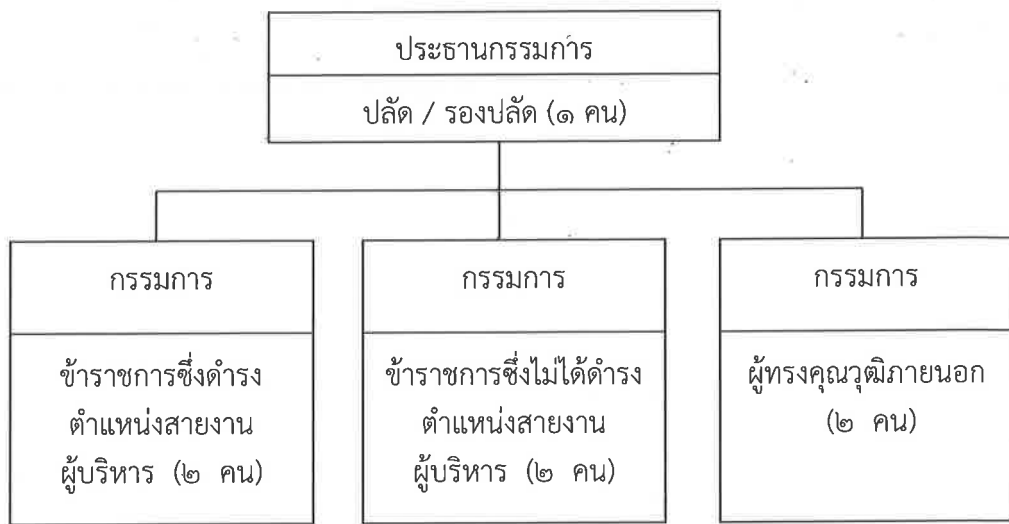 ประธานกรรมการ
ปลัด / รองปลัด (๑ คน)
กรรมการ
ข้าราชการซึ่งดำรง
ตำแหน่งสายงาน
ผู้บริหาร (๒ คน)
กรรมการ
ข้าราชการซึ่งไม่ได้ดำรง
ตำแหน่งสายงาน
ผู้บริหาร (๒ คน)
กรรมการ
ผู้ทรงคุณวุฒิภายนอก
(๒ คน)